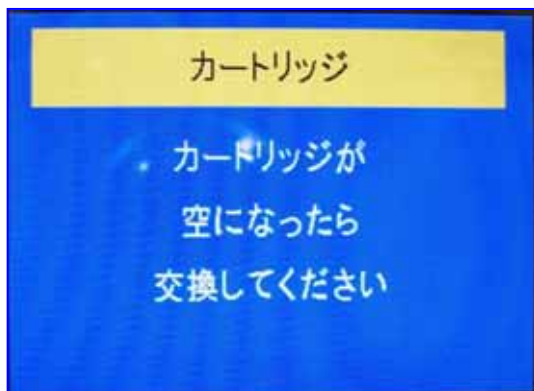 カートリッジ
カートリッジが
空になったら
交換してください